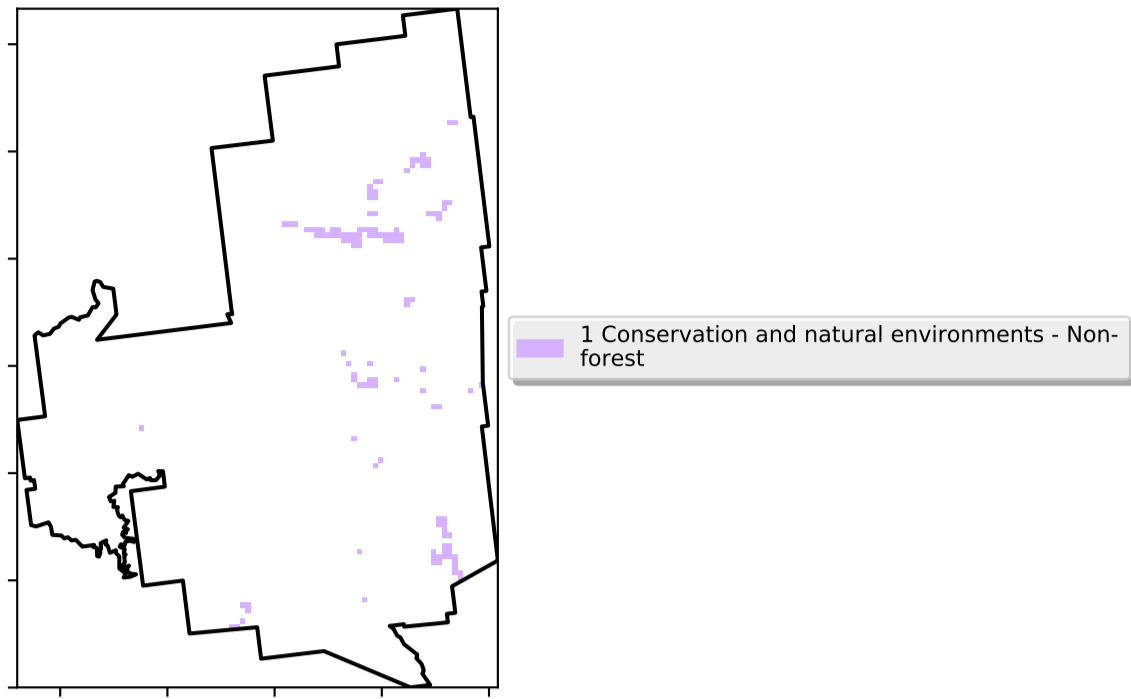 1 Conservation and natural environments - Non-
forest